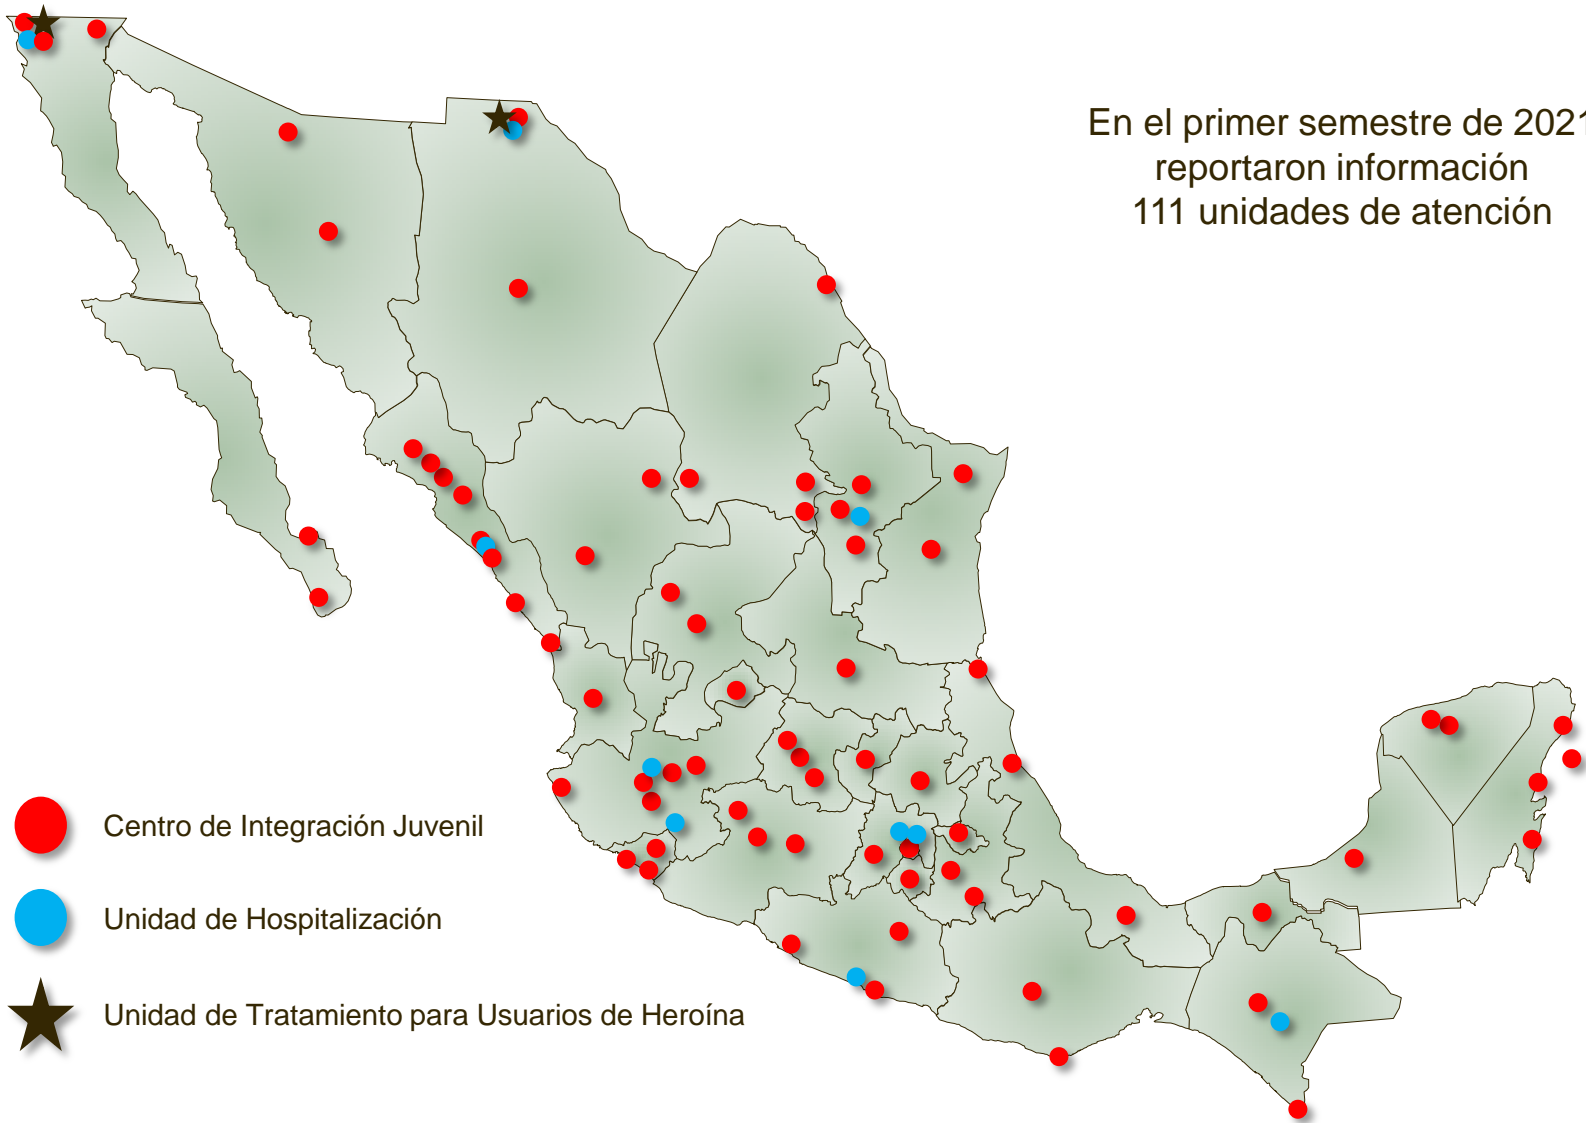 En el primer semestre de 2021
reportaron información
111 unidades de atención
Centro de Integración Juvenil
Unidad de Hospitalización
Unidad de Tratamiento para Usuarios de Heroína